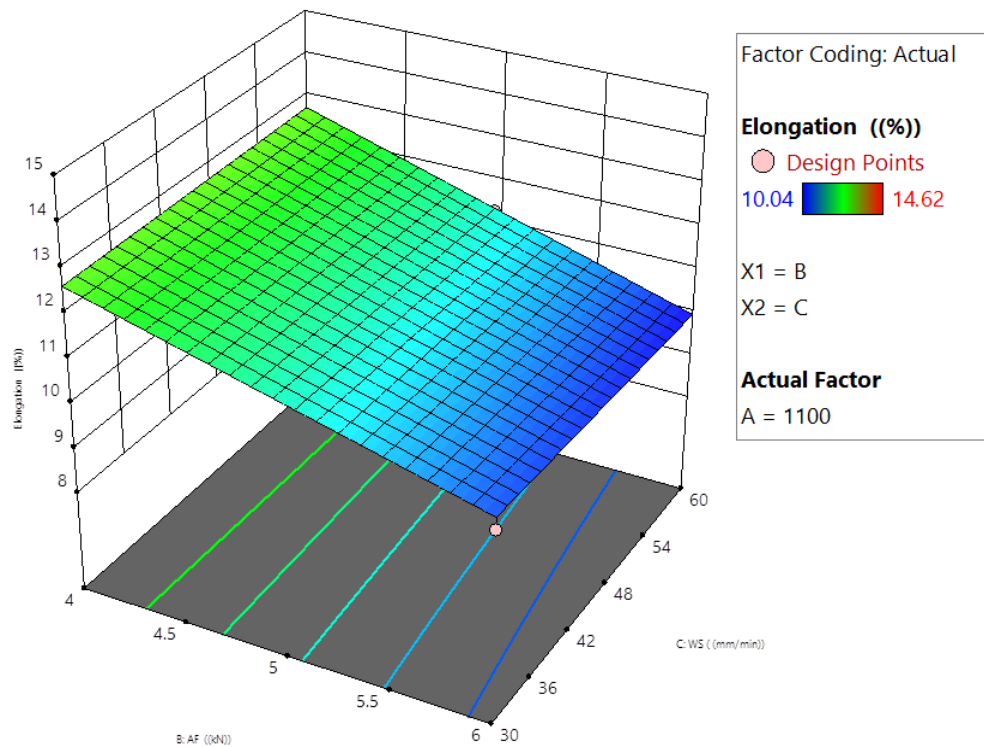 15
14
13
12
11
10
9
8
Elongation ((%))
4
4.5
5
5.5
6
B: AF ((kN))
30
36
42
48
54
60
C: WS ( (mm/min))
Factor Coding: Actual
Elongation ((%))
Design Points
10.04 14.62
X1 = B
X2 = C
Actual Factor
A = 1100